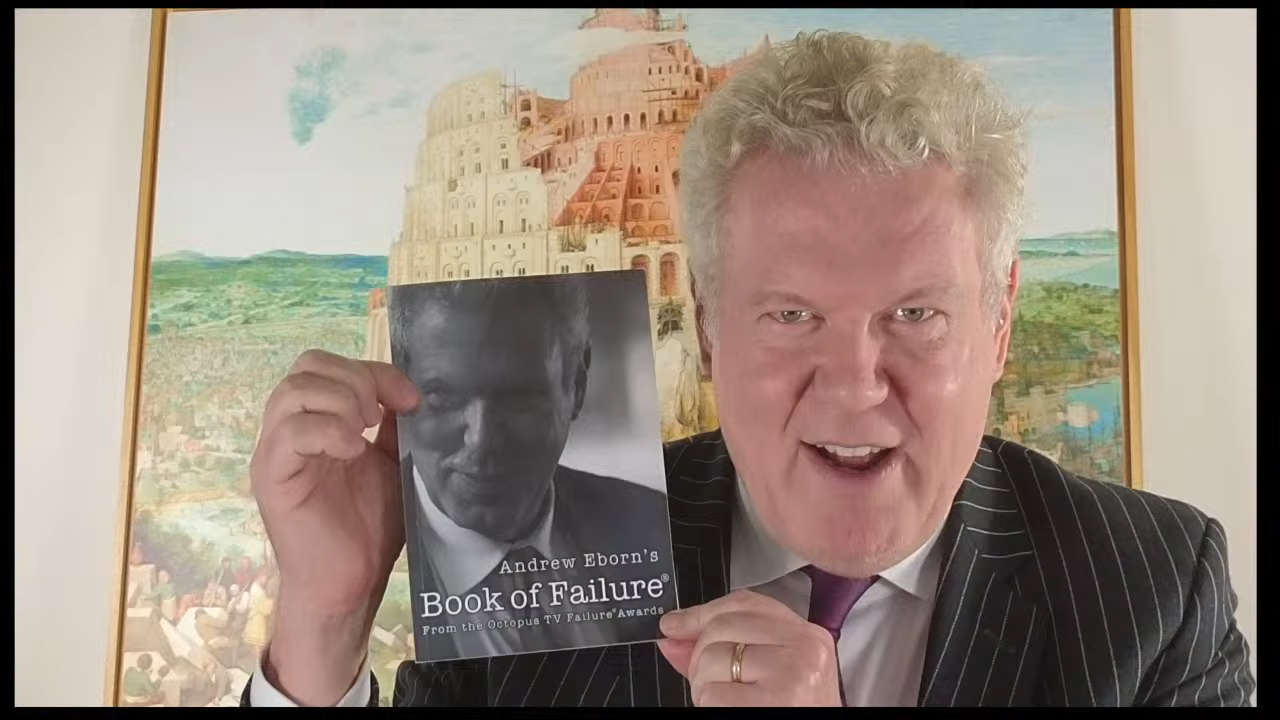 Andrew Eborn's
Book of Failure®
From the Octopus TV Failure® Awards